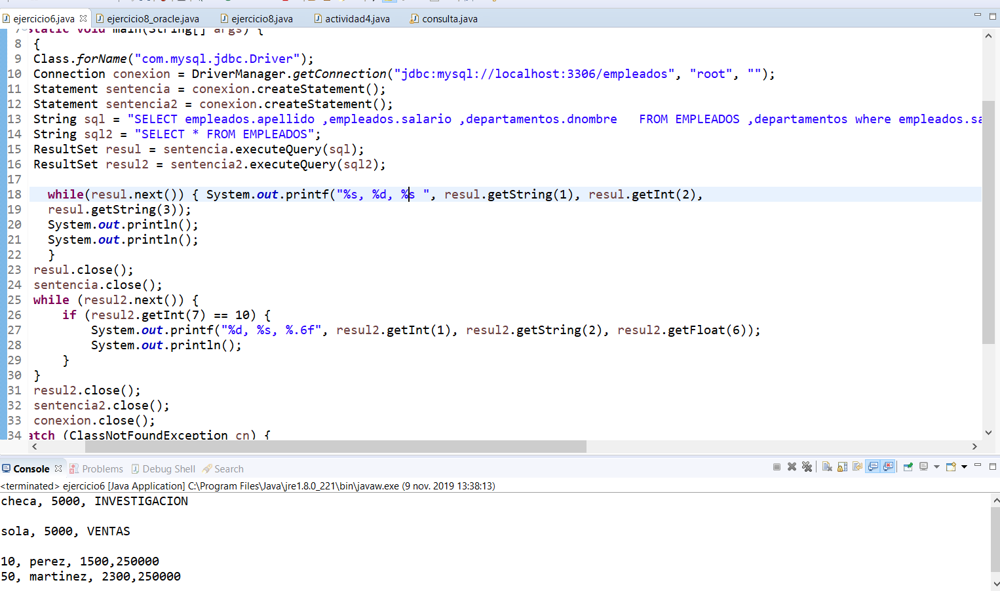 ejercicio6.java ejercicio8_oracle.java ejercicio8.java actividad4.java consulta.java
7 static void main(String[] args) {
8 {
9 Class.forName("com.mysql.jdbc.Driver");
10 Connection conexion = DriverManager.getConnection("jdbc:mysql://localhost:3306/empleados", "root", "");
11 Statement sentencia = conexion.createStatement();
12 Statement sentencia2 = conexion.createStatement();
13 String sql = "SELECT empleados.apellido ,empleados.salario ,departamentos.dnombre   FROM EMPLEADOS ,departamentos where empleados.sa
14 String sql2 = "SELECT * FROM EMPLEADOS";
15 ResultSet resul = sentencia.executeQuery(sql);
16 ResultSet resul2 = sentencia2.executeQuery(sql2);
17
18 while(resul.next()) { System.out.printf("%s, %d, %s ", resul.getString(1), resul.getInt(2),
19 resul.getString(3));
20 System.out.println();
21 System.out.println();
22 }
23 resul.close();
24 sentencia.close();
25 while (resul2.next()) {
26 if (resul2.getInt(7) == 10) {
27 System.out.printf("%d, %s, %.6f", resul2.getInt(1), resul2.getString(2), resul2.getFloat(6));
28 System.out.println();
29 }
30 }
31 resul2.close();
32 sentencia2.close();
33 conexion.close();
34 atch (ClassNotFoundException cn) {
Console Problems Debug Shell Search
<terminated> ejercicio6 [Java Application] C:\Program Files\Java\jre1.8.0_221\bin\javaw.exe (9 nov. 2019 13:38:13)
checa, 5000, INVESTIGACION
sola, 5000, VENTAS
10, perez, 1500,250000
50, martinez, 2300,250000